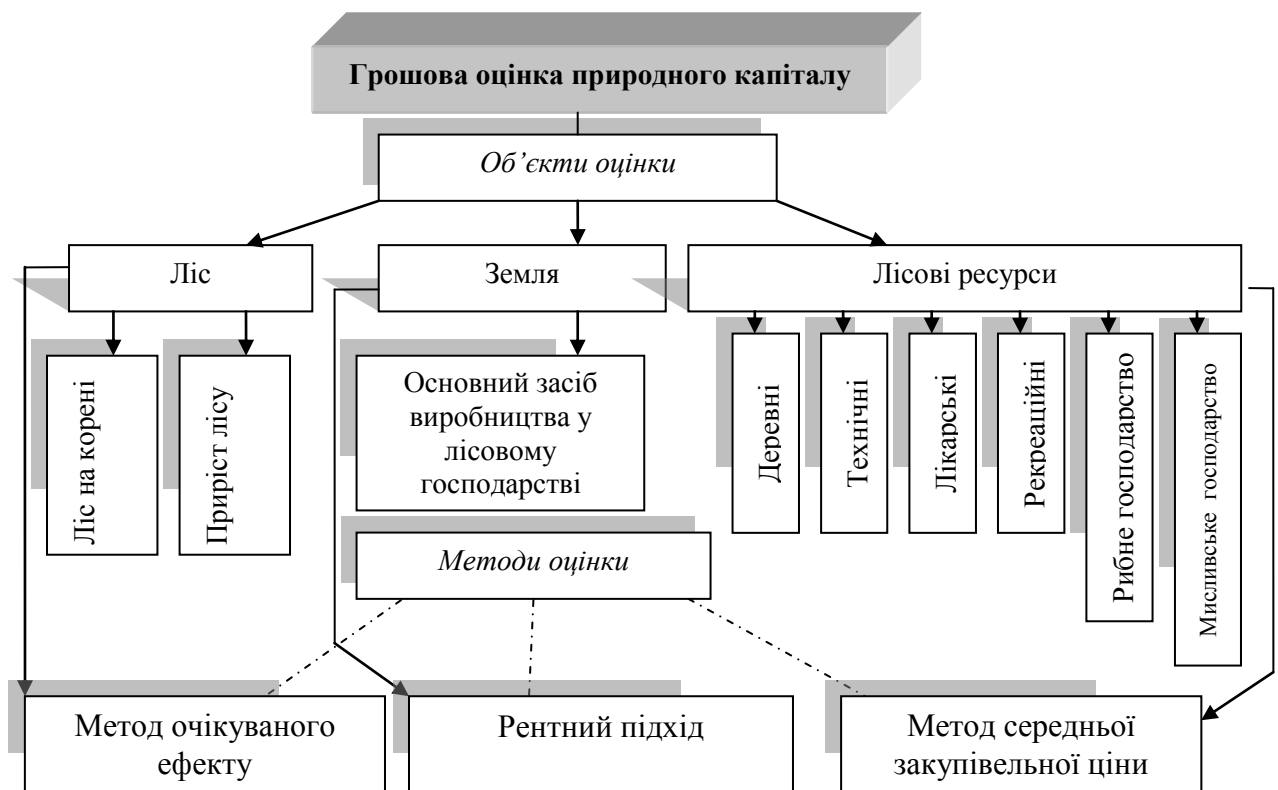 Грошова оцінка природного капіталу
Об’єкти оцінки
Ліс
Земля
Лісові ресурси
Ліс на корені
Приріст лісу
Основний засіб
виробництва у
лісовому
господарстві
Деревні
Технічні
Лікарські
Рекреаційні
Рибне господарство
Мисливське господарство
Методи оцінки
Метод очікуваного
ефекту
Рентний підхід
Метод середньої
закупівельної ціни